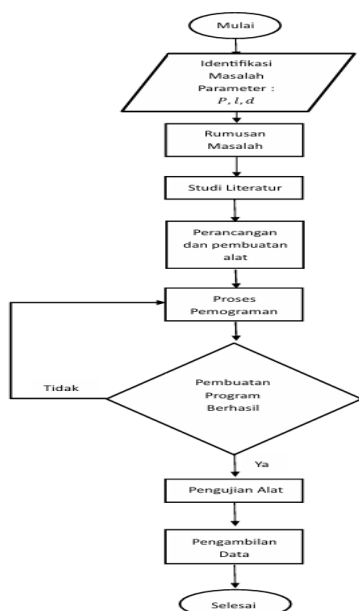 Mulai
Identifikasi
Masalah
Parameter :
P, l, d
Rumusan
Masalah
Studi Literatur
Perancangan
dan pembuatan
alat
Proses
Pemograman
Tidak
Pembuatan
Program
Berhasil
Ya
Pengujian Alat
Pengambilan
Data
Selesai